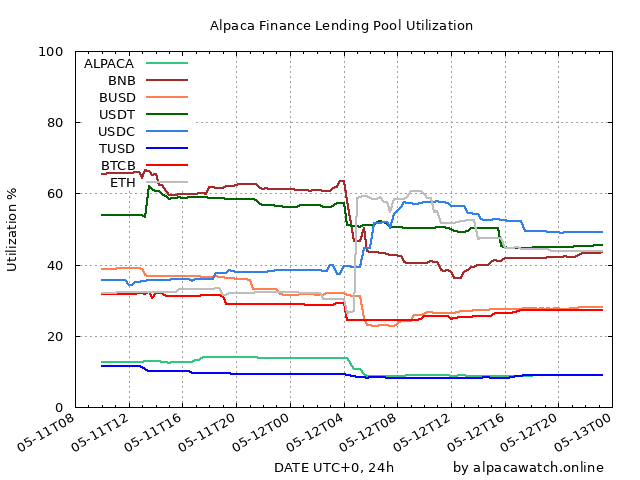 Alpaca Finance Lending Pool Utilization
100
80
60
40
20
0
Utilization %
ALPACA
BNB
BUSD
USDT
USDC
TUSD
BTCB
ETH
05-11T08
05-11T12
05-11T16
05-11T20
05-12T00
05-12T04
05-12T08
05-12T12
05-12T16
05-12T20
05-13T00
DATE UTC+0, 24h
by alpacawatch.online